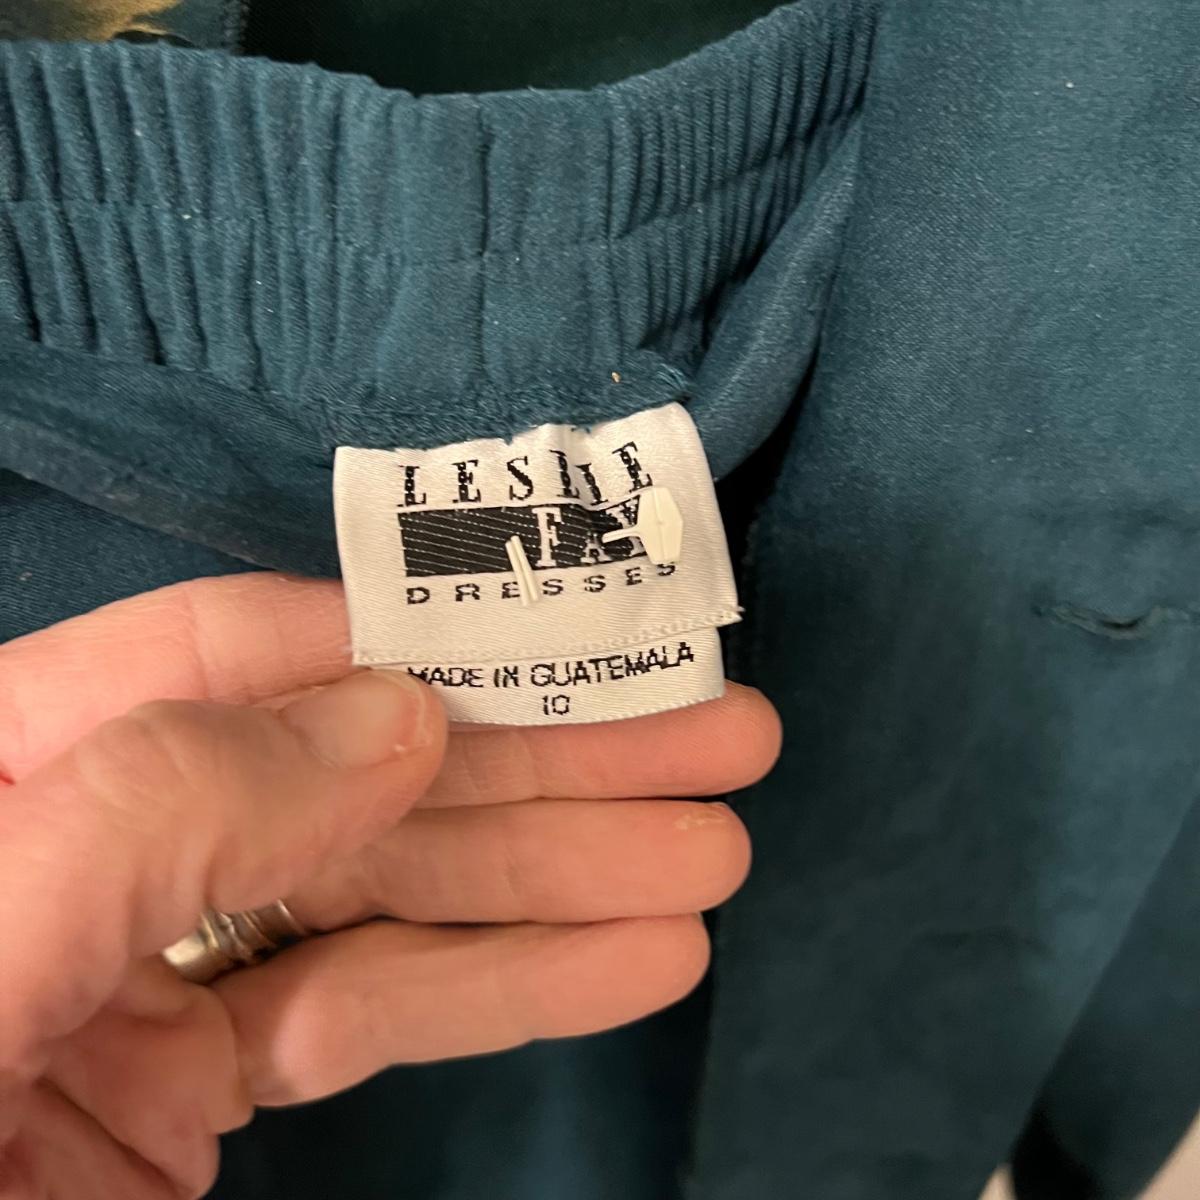 LESLIE
FAY
DRESSES
MADE IN GUATEMALA
10